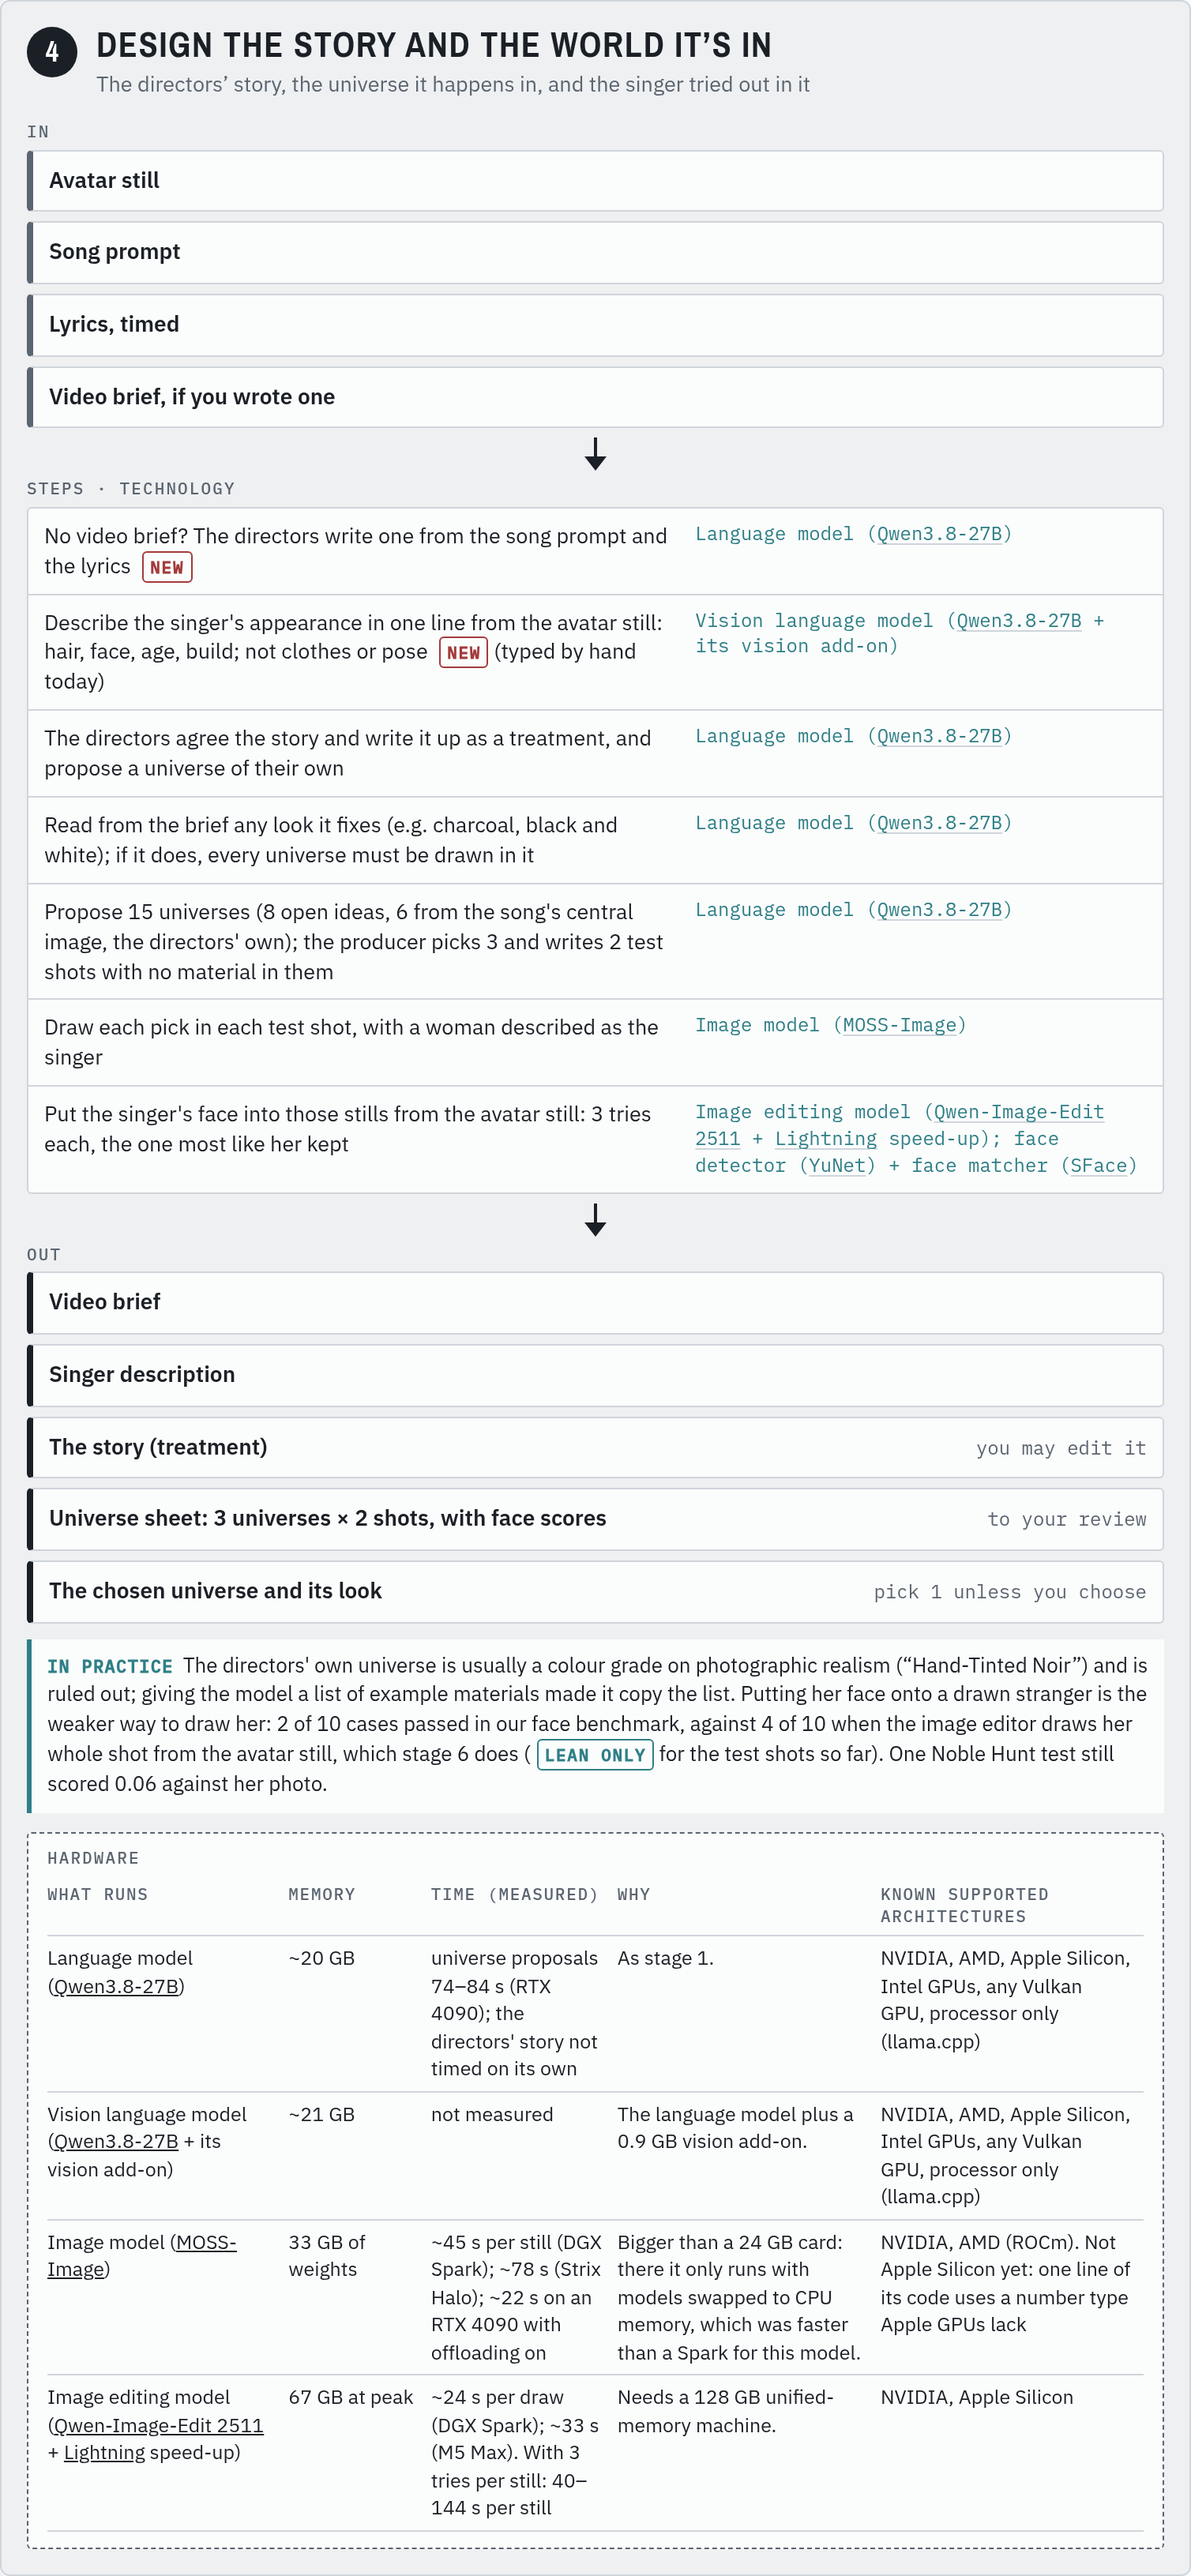 4
DESIGN THE STORY AND THE WORLD IT’S IN
The directors’ story, the universe it happens in, and the singer tried out in it
IN
Avatar still
Song prompt
Lyrics, timed
Video brief, if you wrote one
STEPS · TECHNOLOGY
No video brief? The directors write one from the song prompt and
the lyrics NEW
Language model (Qwen3.8-27B)
Describe the singer's appearance in one line from the avatar still:
hair, face, age, build; not clothes or pose NEW (typed by hand
today)
Vision language model (Qwen3.8-27B +
its vision add-on)
The directors agree the story and write it up as a treatment, and
propose a universe of their own
Language model (Qwen3.8-27B)
Read from the brief any look it fixes (e.g. charcoal, black and
white); if it does, every universe must be drawn in it
Language model (Qwen3.8-27B)
Propose 15 universes (8 open ideas, 6 from the song's central
image, the directors' own); the producer picks 3 and writes 2 test
shots with no material in them
Language model (Qwen3.8-27B)
Draw each pick in each test shot, with a woman described as the
singer
Image model (MOSS-Image)
Put the singer's face into those stills from the avatar still: 3 tries
each, the one most like her kept
Image editing model (Qwen-Image-Edit
2511 + Lightning speed-up); face
detector (YuNet) + face matcher (SFace)
OUT
Video brief
Singer description
The story (treatment)
you may edit it
Universe sheet: 3 universes × 2 shots, with face scores
to your review
The chosen universe and its look
pick 1 unless you choose
IN PRACTICE The directors' own universe is usually a colour grade on photographic realism (“Hand-Tinted Noir”) and is
ruled out; giving the model a list of example materials made it copy the list. Putting her face onto a drawn stranger is the
weaker way to draw her: 2 of 10 cases passed in our face benchmark, against 4 of 10 when the image editor draws her
whole shot from the avatar still, which stage 6 does ( LEAN ONLY for the test shots so far). One Noble Hunt test still
scored 0.06 against her photo.
HARDWARE
WHAT RUNS
MEMORY
TIME (MEASURED)
WHY
KNOWN SUPPORTED
ARCHITECTURES
Language model
(Qwen3.8-27B)
~20 GB
universe proposals
74–84 s (RTX
4090); the
directors' story not
timed on its own
As stage 1.
NVIDIA, AMD, Apple Silicon,
Intel GPUs, any Vulkan
GPU, processor only
(llama.cpp)
Vision language model
(Qwen3.8-27B + its
vision add-on)
~21 GB
not measured
The language model plus a
0.9 GB vision add-on.
NVIDIA, AMD, Apple Silicon,
Intel GPUs, any Vulkan
GPU, processor only
(llama.cpp)
Image model (MOSS-
Image)
33 GB of
weights
~45 s per still (DGX
Spark); ~78 s (Strix
Halo); ~22 s on an
RTX 4090 with
offloading on
Bigger than a 24 GB card:
there it only runs with
models swapped to CPU
memory, which was faster
than a Spark for this model.
NVIDIA, AMD (ROCm). Not
Apple Silicon yet: one line of
its code uses a number type
Apple GPUs lack
Image editing model
(Qwen-Image-Edit 2511
+ Lightning speed-up)
67 GB at peak
~24 s per draw
(DGX Spark); ~33 s
(M5 Max). With 3
tries per still: 40–
144 s per still
Needs a 128 GB unified-
memory machine.
NVIDIA, Apple Silicon